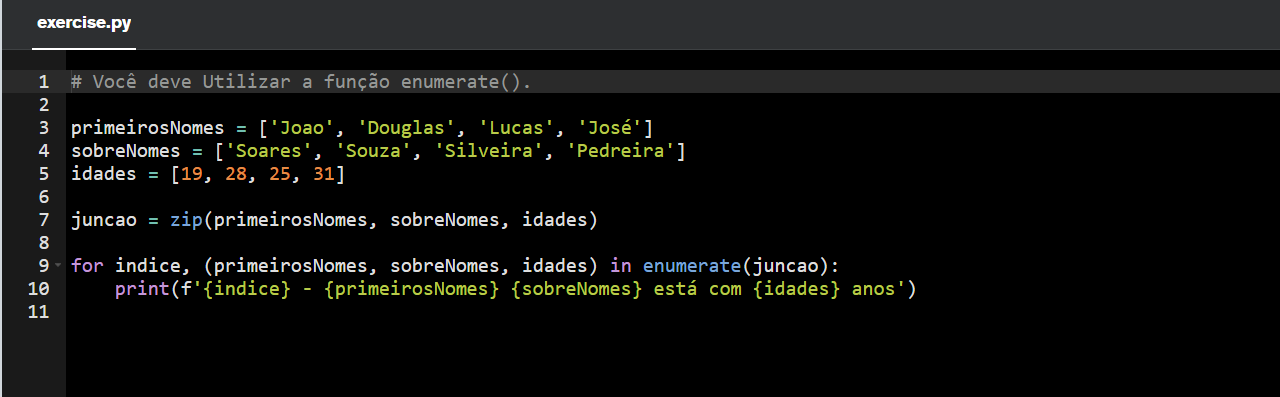 exercise.py
1 # Você deve Utilizar a função enumerate().
2
3 primeirosNomes = ['Joao', 'Douglas', 'Lucas', 'José']
4 sobreNomes = ['Soares', 'Souza', 'Silveira', 'Pedreira']
5 idades = [19, 28, 25, 31]
6
7 juncao = zip(primeirosNomes, sobreNomes, idades)
8
9 for indice, (primeirosNomes, sobreNomes, idades) in enumerate(juncao):
10     print(f'{indice} - {primeirosNomes} {sobreNomes} está com {idades} anos')
11